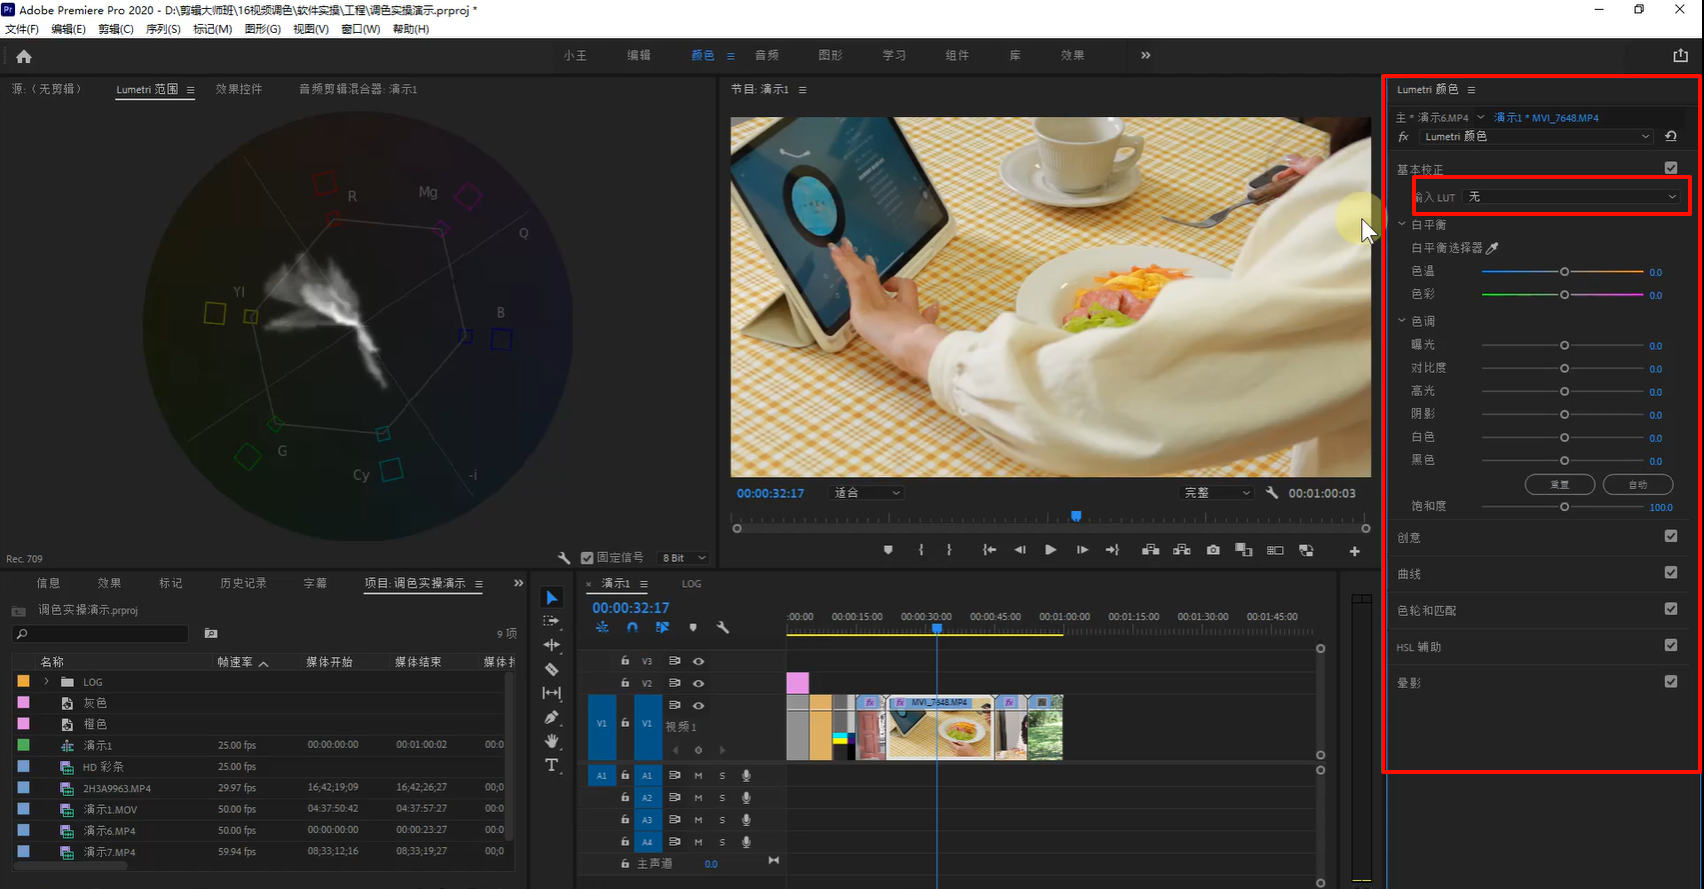 Adobe Premiere Pro 2020 - D:\剪辑大师班\16视频调色\软件实操\工程\调色实操演示.prproj *
文件(F) 编辑(E) 剪辑(C) 序列(S) 标记(M) 图形(G) 视图(V) 窗口(W) 帮助(H)
小王 编辑 颜色 音频 图形 学习 组件 库 效果
源:（无剪辑） Lumetri 范围 效果控件 音频剪辑混合器: 演示1
节目: 演示1
Lumetri 颜色
主 * 演示6.MP4 演示1 * MVI_7648.MP4
fx Lumetri 颜色
基本校正
输入 LUT 无
白平衡
白平衡选择器
色温 0.0
色彩 0.0
色调
曝光 0.0
对比度 0.0
高光 0.0
阴影 0.0
白色 0.0
黑色 0.0
重置 自动
饱和度 100.0
创意
曲线
色轮和匹配
HSL 辅助
晕影
R
Mg
Q
Yl
B
G
Cy
-i
Rec. 709 固定信号 8 Bit
00:00:32:17 适合 完整 00:01:00:03
信息 效果 标记 历史记录 字幕 项目: 调色实操演示
调色实操演示.prproj
9 项
名称 帧速率 媒体开始 媒体结束
LOG
灰色
橙色
演示1 25.00 fps 00:00:00:00 00:01:00:02 00:0
HD 彩条 25.00 fps
2H3A9963.MP4 29.97 fps 16;42;19;09 16;42;26;27 00;0
演示1.MOV 50.00 fps 04:37:50:42 04:37:57:27 00:0
演示6.MP4 50.00 fps 00:00:00:00 00:00:23:27 00:0
演示7.MP4 59.94 fps 08;33;12;16 08;33;19;27 00;0
演示1 LOG
00:00:32:17
:00:00 00:00:15:00 00:00:30:00 00:00:45:00 00:01:00:00 00:01:15:00 00:01:30:00 00:01:45:00
V3
V2
V1 V1 视频 1
fx fx MVI_7648.MP4 fx
A1 A1 M S
A2 M S
A3 M S
A4 M S
主声道 0.0